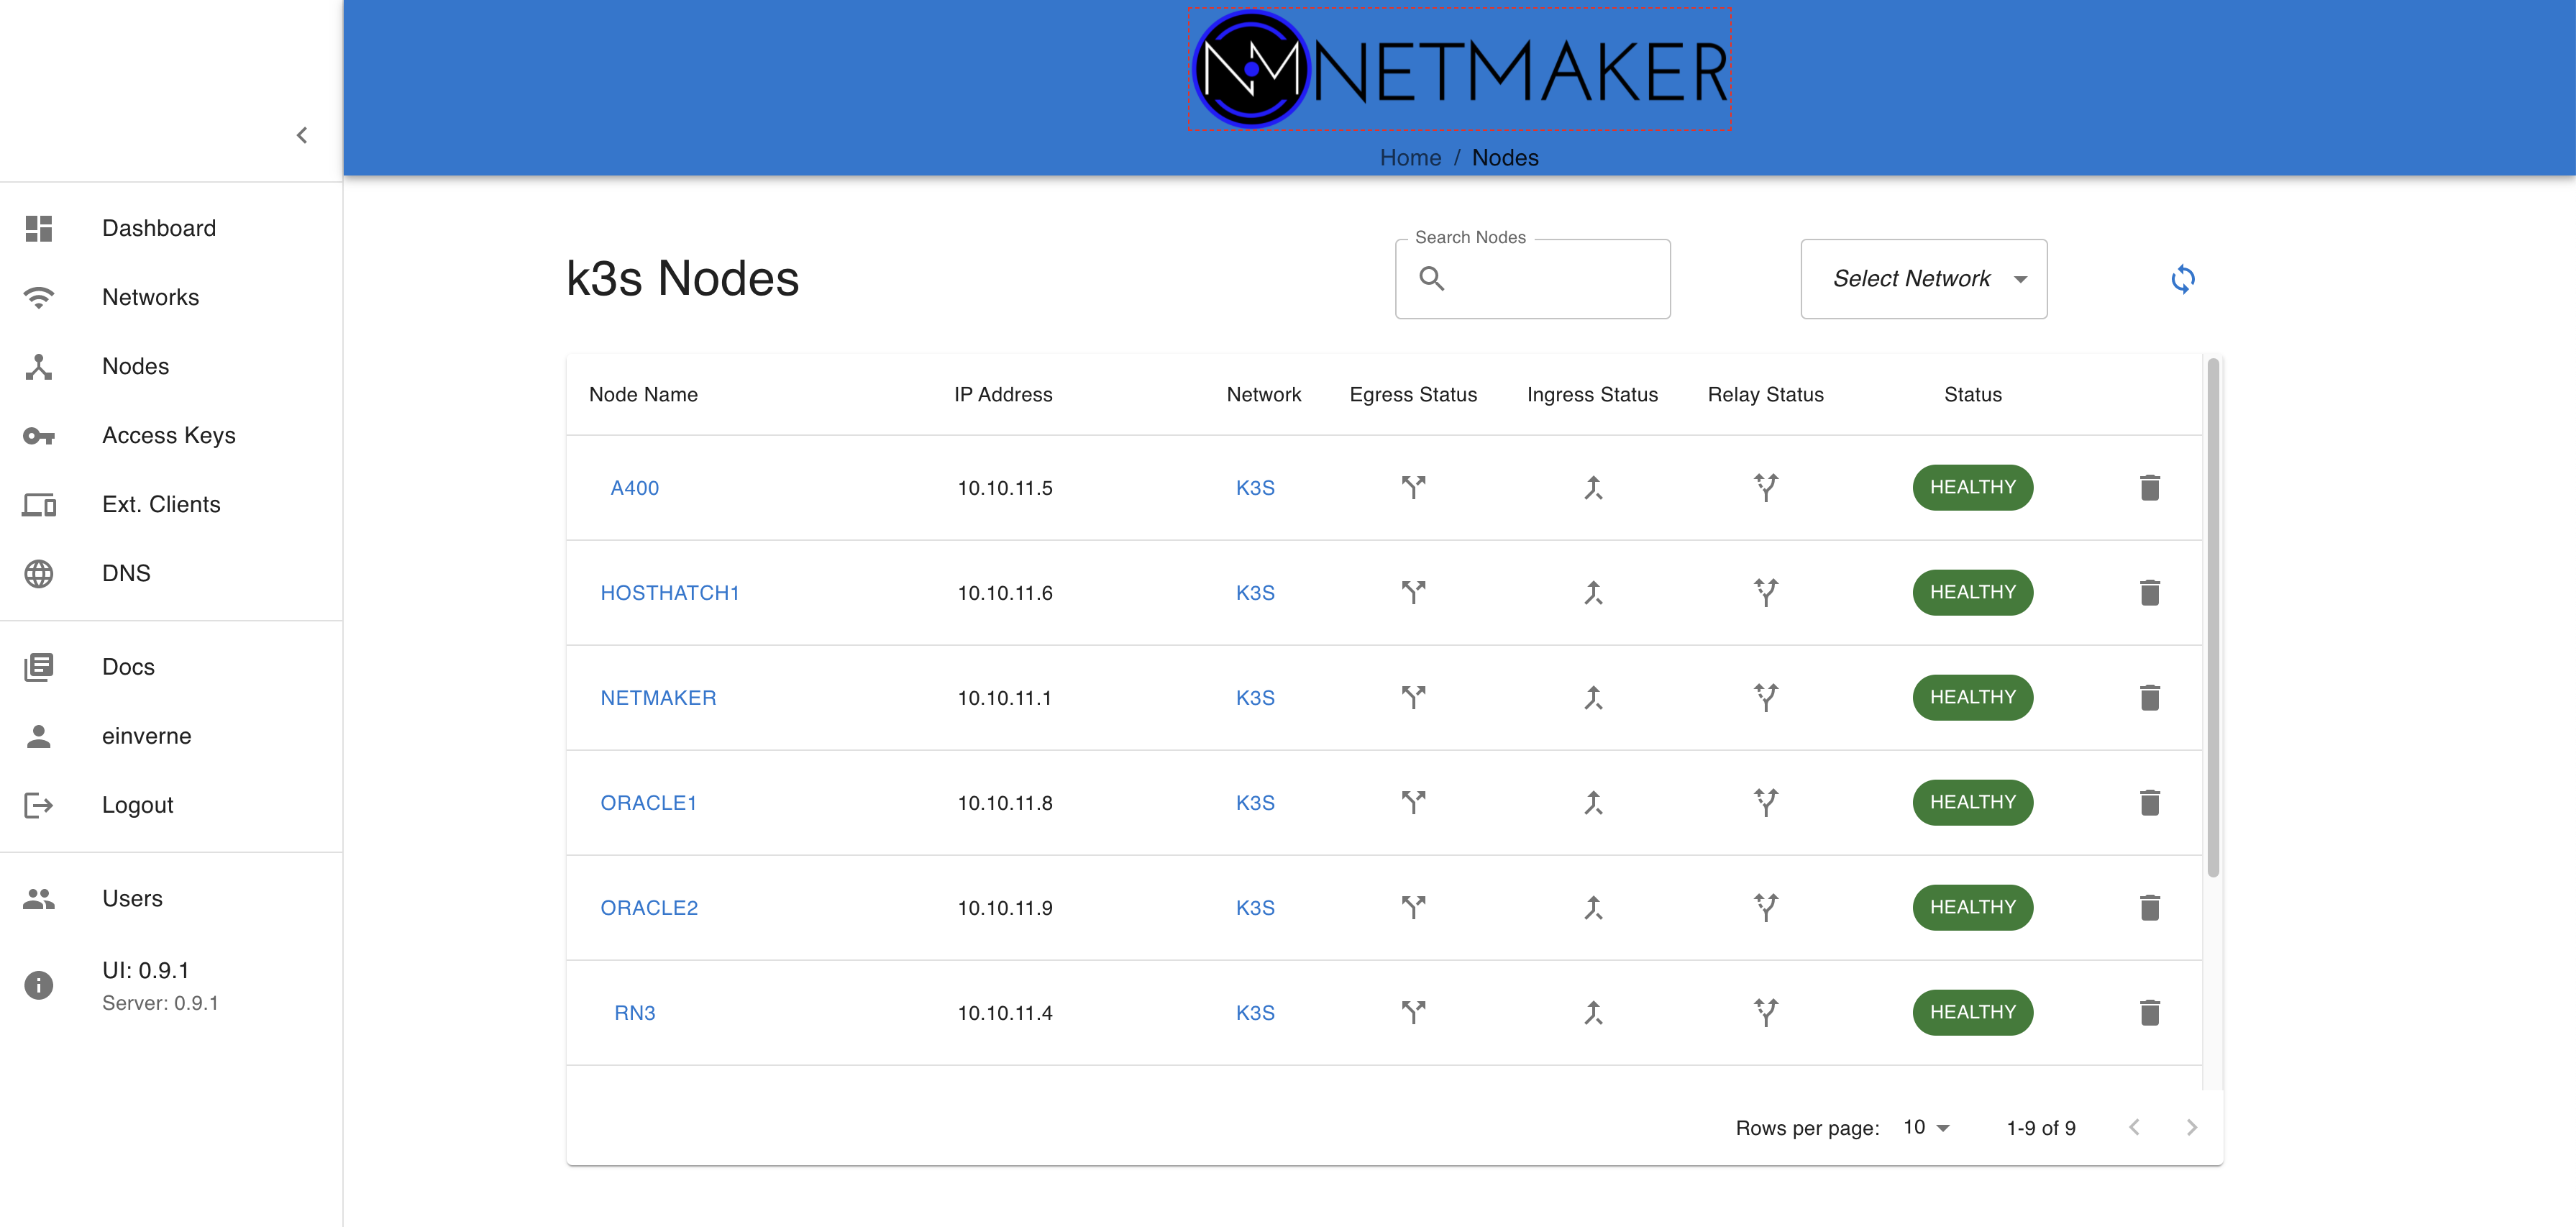 NM NETMAKER
Home / Nodes
Dashboard
Networks
Nodes
Access Keys
Ext. Clients
DNS
Docs
einverne
Logout
Users
UI: 0.9.1
Server: 0.9.1
k3s Nodes
Search Nodes
Select Network
Node Name IP Address Network Egress Status Ingress Status Relay Status Status
A400 10.10.11.5 K3S HEALTHY
HOSTHATCH1 10.10.11.6 K3S HEALTHY
NETMAKER 10.10.11.1 K3S HEALTHY
ORACLE1 10.10.11.8 K3S HEALTHY
ORACLE2 10.10.11.9 K3S HEALTHY
RN3 10.10.11.4 K3S HEALTHY
Rows per page: 10 1-9 of 9